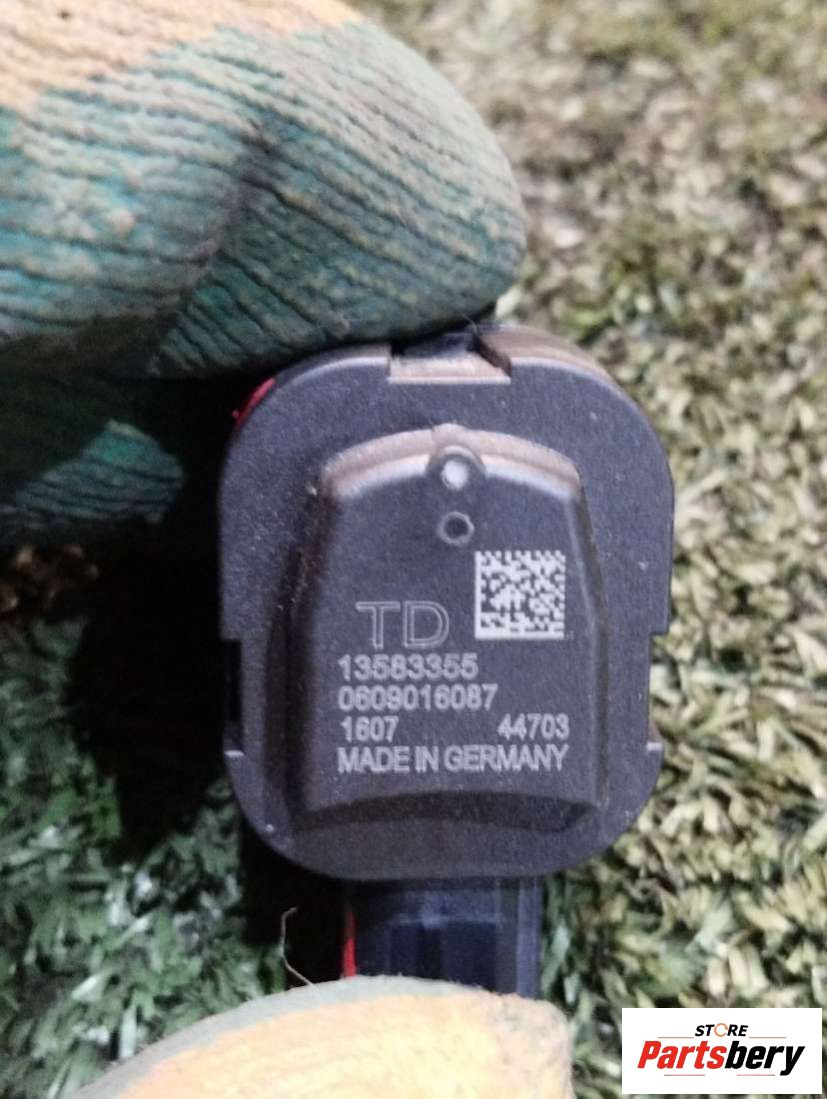 TD
13583355
0609016087
1607 44703
MADE IN GERMANY
STORE
Partsbery